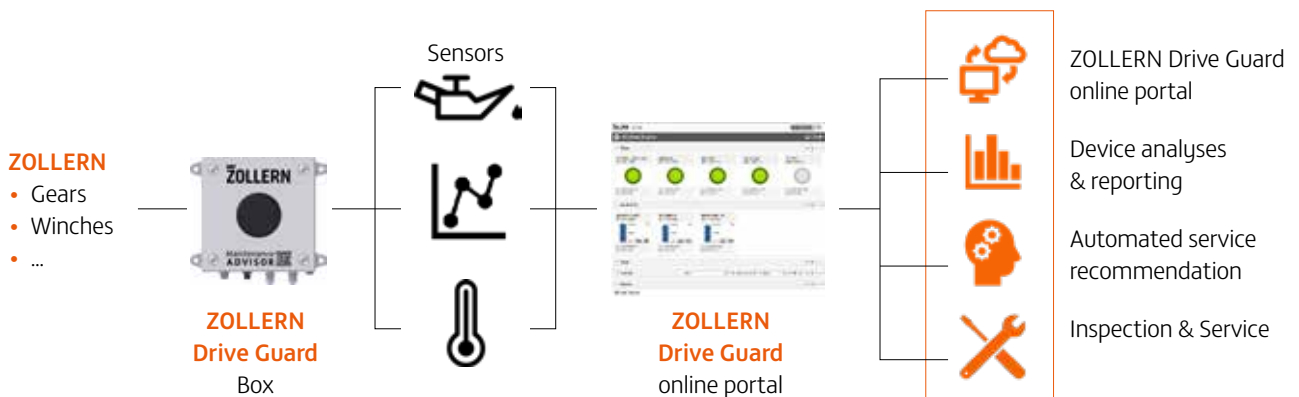 Sensors
ZOLLERN
• Gears
• Winches
• ...
ZOLLERN
Maintenance
ADVISOR
ZOLLERN
Drive Guard
Box
ZOLLERN
Drive Guard
online portal
ZOLLERN Drive Guard
online portal
Device analyses
& reporting
Automated service
recommendation
Inspection & Service